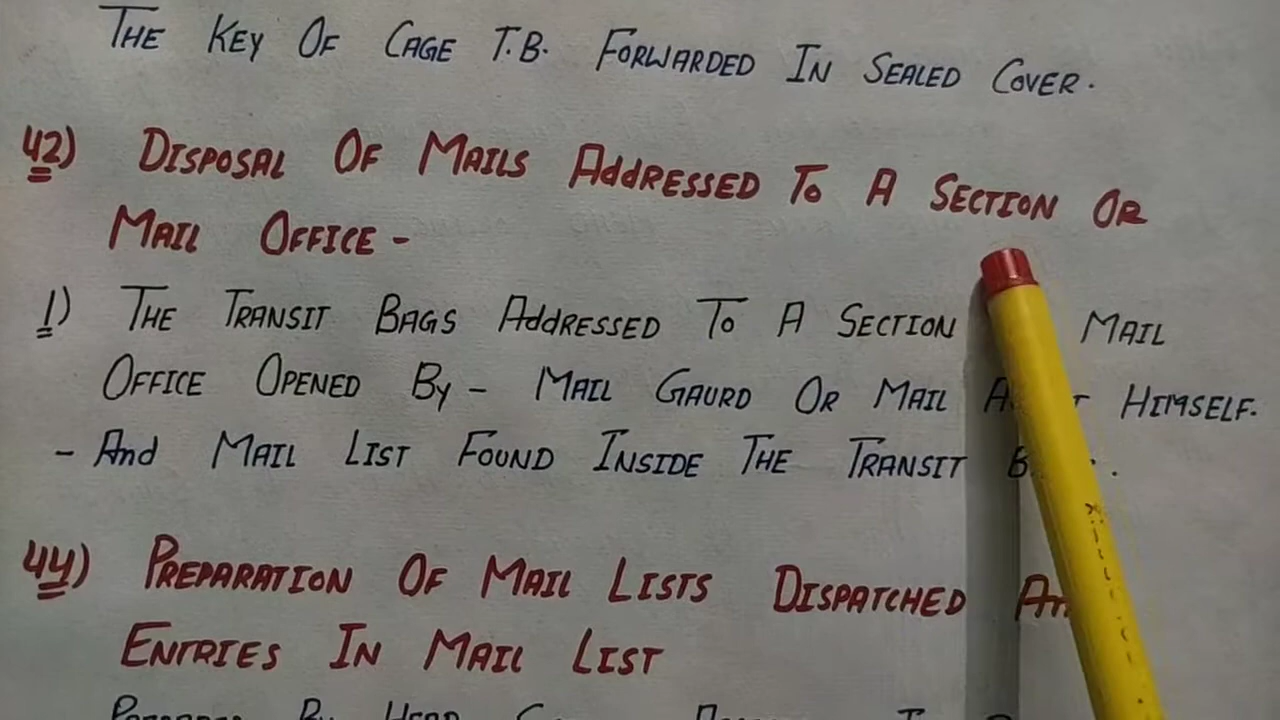 THE KEY OF CAGE T.B. FORWARDED IN SEALED COVER.
42) DISPOSAL OF MAILS ADDRESSED TO A SECTION OR
MAIL OFFICE -
1) THE TRANSIT BAGS ADDRESSED TO A SECTION MAIL
OFFICE OPENED BY - MAIL GAURD OR MAIL HIMSELF.
- AND MAIL LIST FOUND INSIDE THE TRANSIT
44) PREPARATION OF MAIL LISTS DISPATCHED
ENTRIES IN MAIL LIST
BY HEAD